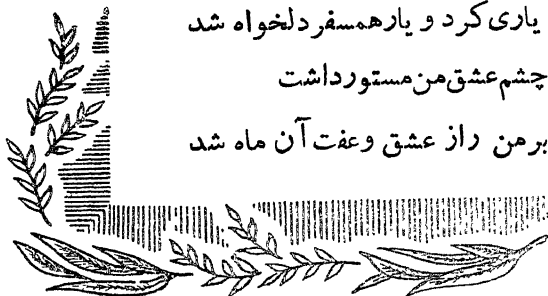 یاری کرد و یار همسفر دلخواه شد
چشم عشق من مستور داشت
برمن راز عشق و عفت آن ماه شد